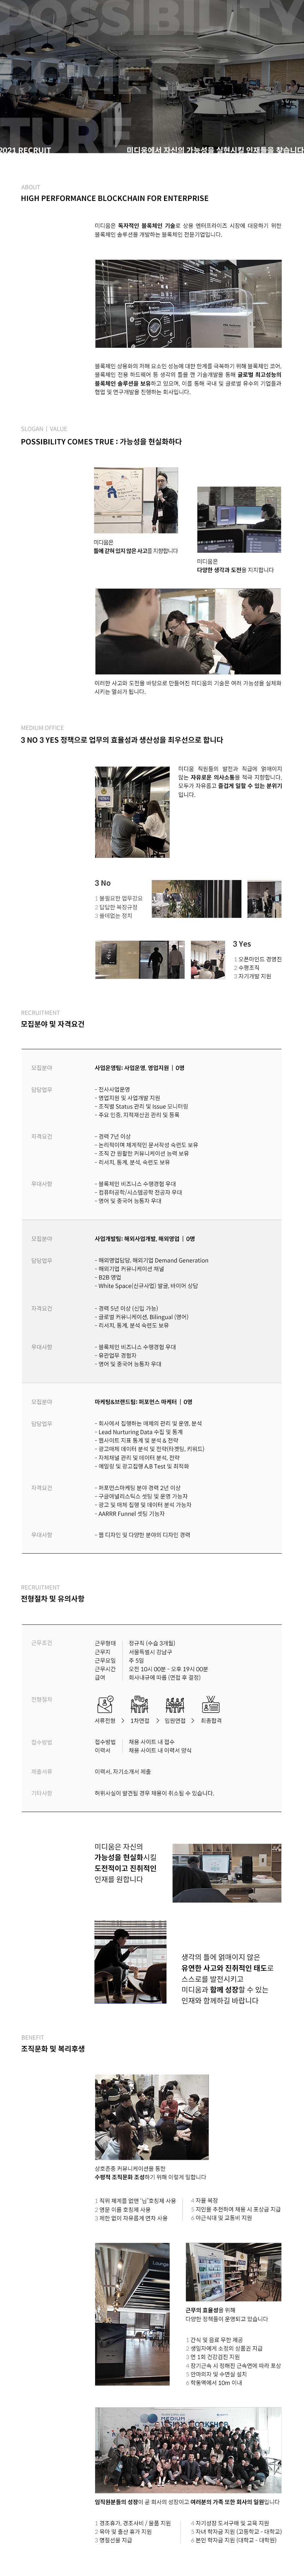 POSSIBILITY
COMES
TURE
2021 RECRUIT
미디움에서 자신의 가능성을 실현시킬 인재들을 찾습니다
ABOUT
HIGH PERFORMANCE BLOCKCHAIN FOR ENTERPRISE
미디움은 독자적인 블록체인 기술로 상용 엔터프라이즈 시장에 대응하기 위한
블록체인 솔루션을 개발하는 블록체인 전문기업입니다.
블록체인 상용화의 저해 요소인 성능에 대한 한계를 극복하기 위해 블록체인 코어,
블록체인 전용 하드웨어 등 생각의 틀을 깬 기술개발을 통해 글로벌 최고성능의
블록체인 솔루션을 보유하고 있으며, 이를 통해 국내 및 글로벌 유수의 기업들과
협업 및 연구개발을 진행하는 회사입니다.
SLOGAN | VALUE
POSSIBILITY COMES TRUE : 가능성을 현실화하다
미디움은
틀에 갇혀 있지 않은 사고를 지향합니다
미디움은
다양한 생각과 도전을 지지합니다
이러한 사고와 도전을 바탕으로 만들어진 미디움의 기술은 여러 가능성을 실제화
시키는 열쇠가 됩니다.
MEDIUM OFFICE
3 NO 3 YES 정책으로 업무의 효율성과 생산성을 최우선으로 합니다
미디움 직원들의 발전과 직급에 얽매이지
않는 자유로운 의사소통을 적극 지향합니다.
모두가 자유롭고 즐겁게 일할 수 있는 분위기
입니다.
3 No
1 불필요한 업무강요
2 답답한 복장규정
3 쓸데없는 정치
3 Yes
1 오픈마인드 경영진
2 수평조직
3 자기개발 지원
RECRUITMENT
모집분야 및 자격요건
모집분야
사업운영팀: 사업운영, 영업지원 | 0명
담당업무
- 전사사업운영
- 영업지원 및 사업개발 지원
- 조직별 Status 관리 및 Issue 모니터링
- 주요 인증, 지적재산권 관리 및 등록
자격요건
- 경력 7년 이상
- 논리적이며 체계적인 문서작성 숙련도 보유
- 조직 간 원활한 커뮤니케이션 능력 보유
- 리서치, 통계, 분석, 숙련도 보유
우대사항
- 블록체인 비즈니스 수행경험 우대
- 컴퓨터공학/시스템공학 전공자 우대
- 영어 및 중국어 능통자 우대
모집분야
사업개발팀: 해외사업개발, 해외영업 | 0명
담당업무
- 해외영업담당, 해외기업 Demand Generation
- 해외기업 커뮤니케이션 채널
- B2B 영업
- White Space(신규사업) 발굴, 바이어 상담
자격요건
- 경력 5년 이상 (신입 가능)
- 글로벌 커뮤니케이션, Bilingual (영어)
- 리서치, 통계, 분석 숙련도 보유
우대사항
- 블록체인 비즈니스 수행경험 우대
- 유관업무 경험자
- 영어 및 중국어 능통자 우대
모집분야
마케팅&브랜드팀: 퍼포먼스 마케터 | 0명
담당업무
- 회사에서 집행하는 매체의 관리 및 운영, 분석
- Lead Nurturing Data 수집 및 통계
- 웹사이트 지표 통계 및 분석 & 전략
- 광고매체 데이터 분석 및 전략(타겟팅, 키워드)
- 자체채널 관리 및 데이터 분석, 전략
- 메일링 및 광고집행 A.B Test 및 최적화
자격요건
- 퍼포먼스마케팅 분야 경력 2년 이상
- 구글애널리스틱스 셋팅 및 운영 가능자
- 광고 및 매체 집행 및 데이터 분석 가능자
- AARRR Funnel 셋팅 가능자
우대사항
- 웹 디자인 및 다양한 분야의 디자인 경력
RECRUITMENT
전형절차 및 유의사항
근무조건
근무형태 정규직 (수습 3개월)
근무지 서울특별시 강남구
근무요일 주 5일
근무시간 오전 10시 00분 - 오후 19시 00분
급여 회사내규에 따름 (면접 후 결정)
전형절차
서류전형 > 1차면접 > 임원면접 > 최종합격
접수방법
접수방법 채용 사이트 내 접수
이력서 채용 사이트 내 이력서 양식
제출서류
이력서, 자기소개서 제출
기타사항
허위사실이 발견될 경우 채용이 취소될 수 있습니다.
미디움은 자신의
가능성을 현실화시킬
도전적이고 진취적인
인재를 원합니다
생각의 틀에 얽매이지 않은
유연한 사고와 진취적인 태도로
스스로를 발전시키고
미디움과 함께 성장할 수 있는
인재와 함께하길 바랍니다
BENEFIT
조직문화 및 복리후생
상호존중 커뮤니케이션을 통한
수평적 조직문화 조성하기 위해 이렇게 일합니다
1 직위 체계를 없앤 '님'호칭제 사용
2 영문 이름 호칭제 사용
3 제한 없이 자유롭게 연차 사용
4 자율 복장
5 지인을 추천하여 채용 시 포상금 지급
6 야근식대 및 교통비 지원
Lounge
근무의 효율성을 위해
다양한 정책들이 운영되고 있습니다
1 간식 및 음료 무한 제공
2 생일자에게 소정의 상품권 지급
3 연 1회 건강검진 지원
4 장기근속 시 정해진 근속연에 따라 포상
5 안마의자 및 수면실 설치
6 학동역에서 10m 이내
MEDIUM
WORKSHOP
임직원분들의 성장이 곧 회사의 성장이고 여러분의 가족 또한 회사의 일원입니다
1 경조휴가, 경조사비 / 물품 지원
2 육아 및 출산 휴가 지원
3 명절선물 지급
4 자기성장 도서구매 및 교육 지원
5 자녀 학자금 지원 (고등학교 - 대학교)
6 본인 학자금 지원 (대학교 - 대학원)